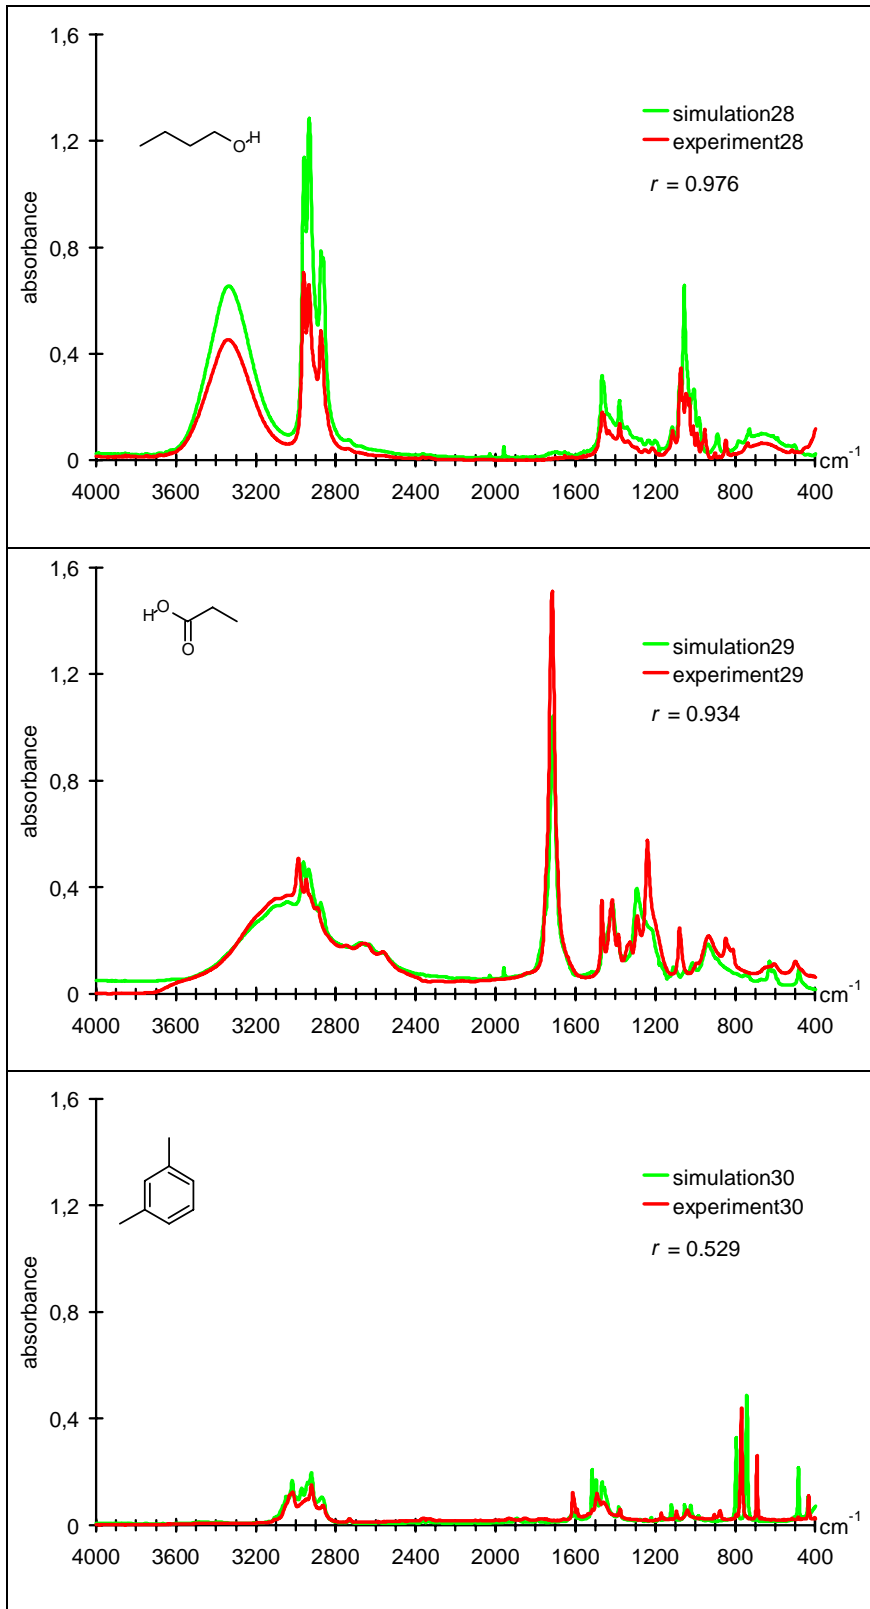 1,6
simulation28
1,2
experiment28
OH
r = 0.976
absorbance
0,8
0,4
0
cm-1
4000 3600 3200 2800 2400 2000 1600 1200 800 400
1,6
HO
simulation29
O
experiment29
1,2
r = 0.934
absorbance
0,8
0,4
0
cm-1
4000 3600 3200 2800 2400 2000 1600 1200 800 400
1,6
simulation30
1,2
experiment30
r = 0.529
absorbance
0,8
0,4
0
cm-1
4000 3600 3200 2800 2400 2000 1600 1200 800 400